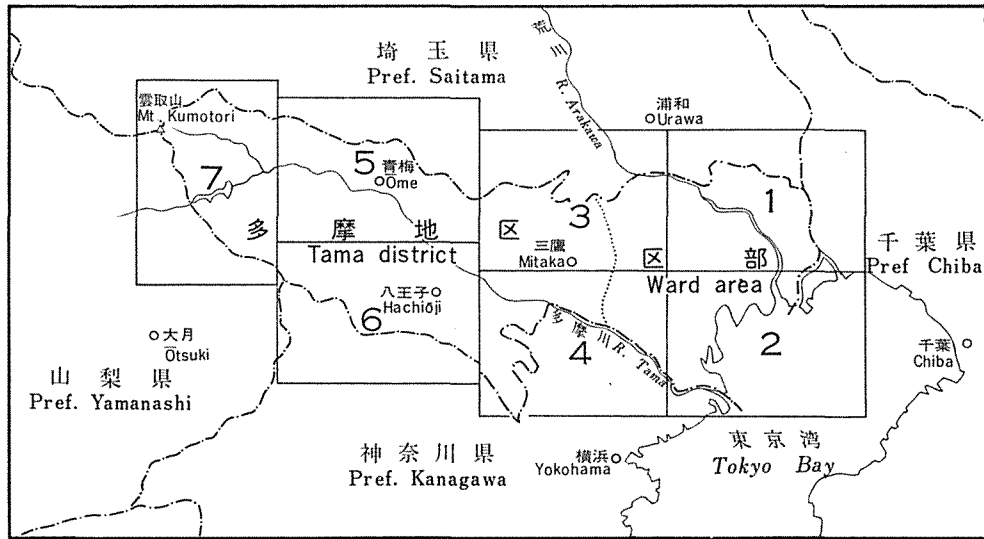 埼玉県
Pref. Saitama
荒川
R. Arakawa
浦和
Urawa
雲取山
Mt. Kumotori
7
5
青梅
Ōme
3
1
多摩地区
Tama district
三鷹
Mitaka
区部
Ward area
千葉県
Pref Chiba
八王子
Hachiōji
6
4
多摩川 R. Tama
2
千葉
Chiba
大月
Ōtsuki
山梨県
Pref. Yamanashi
神奈川県
Pref. Kanagawa
横浜
Yokohama
東京湾
Tokyo Bay